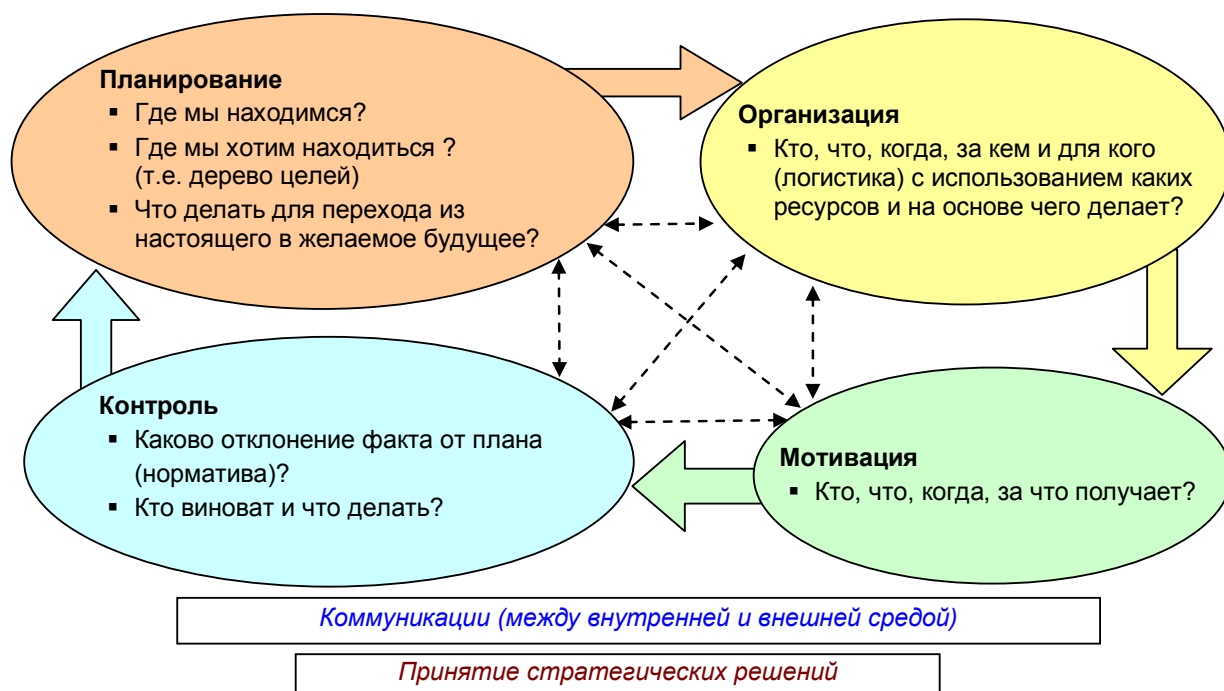 Планирование
▪ Где мы находимся?
▪ Где мы хотим находиться ?
(т.е. дерево целей)
▪ Что делать для перехода из
настоящего в желаемое будущее?
Организация
▪ Кто, что, когда, за кем и для кого
(логистика) с использованием каких
ресурсов и на основе чего делает?
Контроль
▪ Каково отклонение факта от плана
(норматива)?
▪ Кто виноват и что делать?
Мотивация
▪ Кто, что, когда, за что получает?
Коммуникации (между внутренней и внешней средой)
Принятие стратегических решений